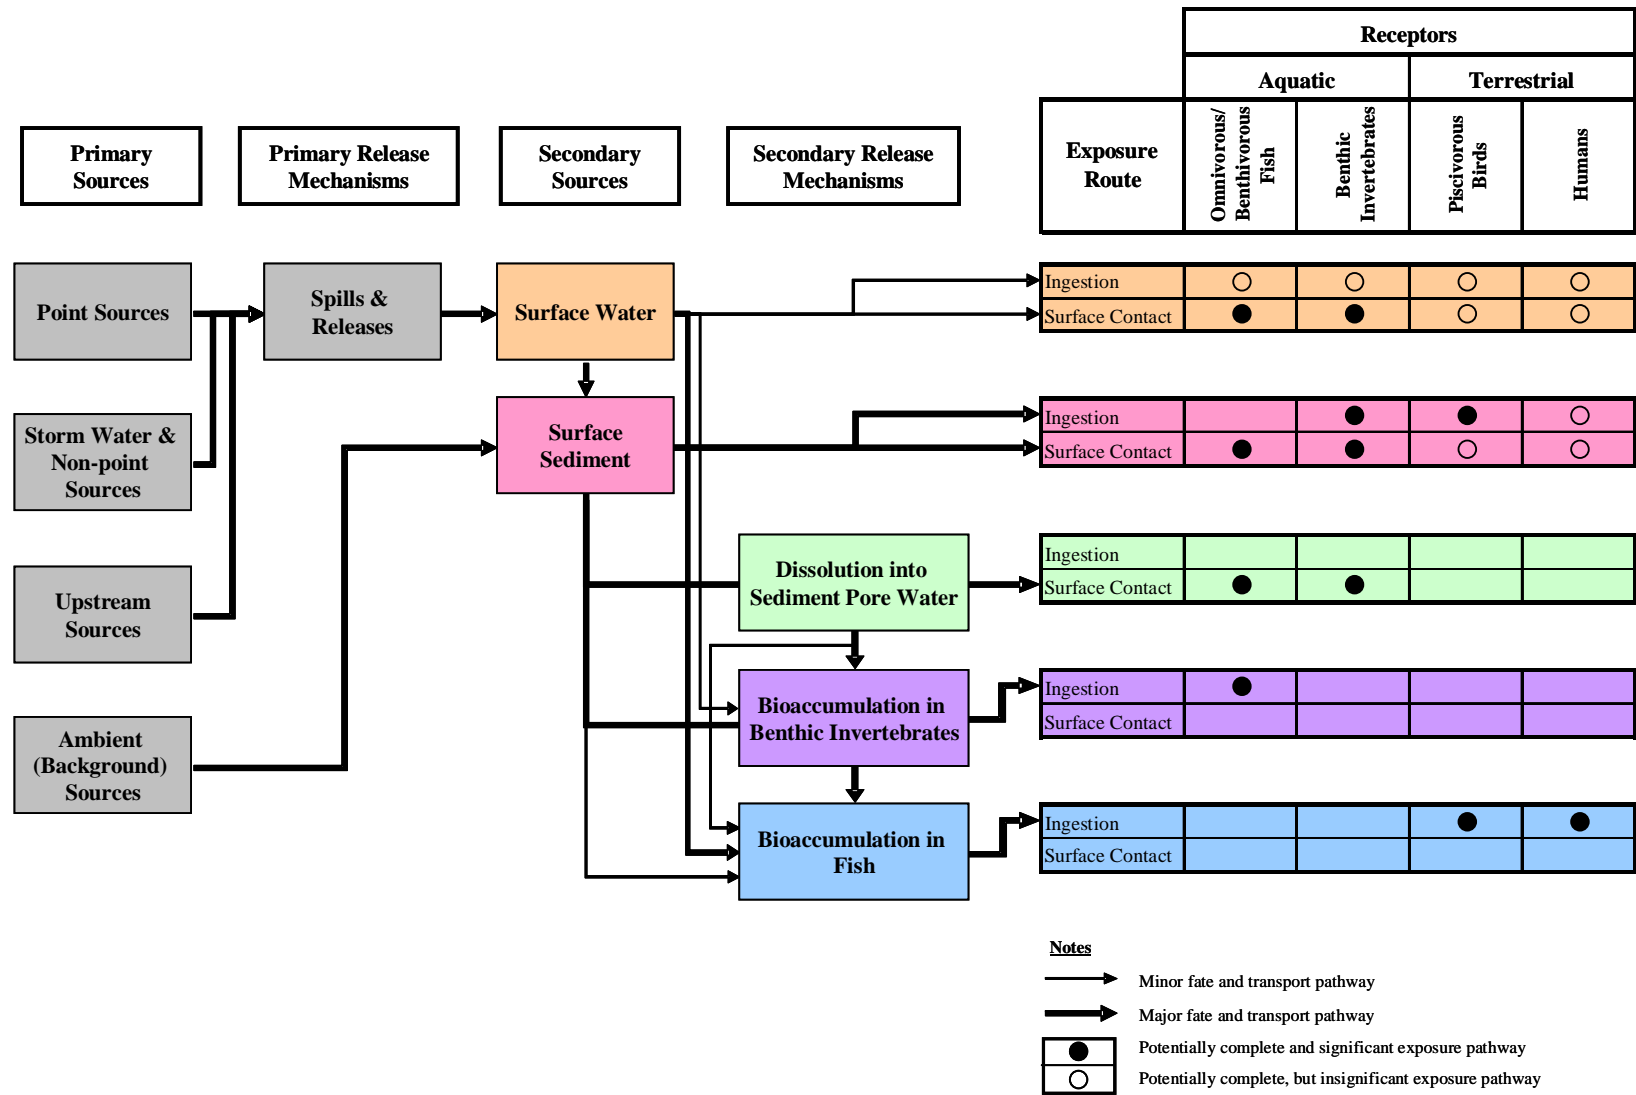 Receptors
Aquatic
Terrestrial
Exposure
Route
Omnivorous/
Benthivorous
Fish
Benthic
Invertebrates
Piscivorous
Birds
Humans
Primary
Sources
Primary Release
Mechanisms
Secondary
Sources
Secondary Release
Mechanisms
Point Sources
Spills &
Releases
Surface Water
Ingestion
Surface Contact
Storm Water &
Non-point
Sources
Surface
Sediment
Ingestion
Surface Contact
Upstream
Sources
Dissolution into
Sediment Pore Water
Ingestion
Surface Contact
Ambient
(Background)
Sources
Bioaccumulation in
Benthic Invertebrates
Ingestion
Surface Contact
Bioaccumulation in
Fish
Ingestion
Surface Contact
Notes
Minor fate and transport pathway
Major fate and transport pathway
Potentially complete and significant exposure pathway
Potentially complete, but insignificant exposure pathway